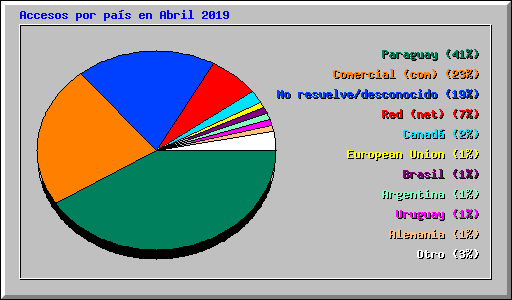 Accesos por país en Abril 2019
Paraguay (41%)
Comercial (com) (23%)
No resuelve/desconocido (19%)
Red (net) (7%)
Canadá (2%)
European Union (1%)
Brasil (1%)
Argentina (1%)
Uruguay (1%)
Alemania (1%)
Otro (3%)